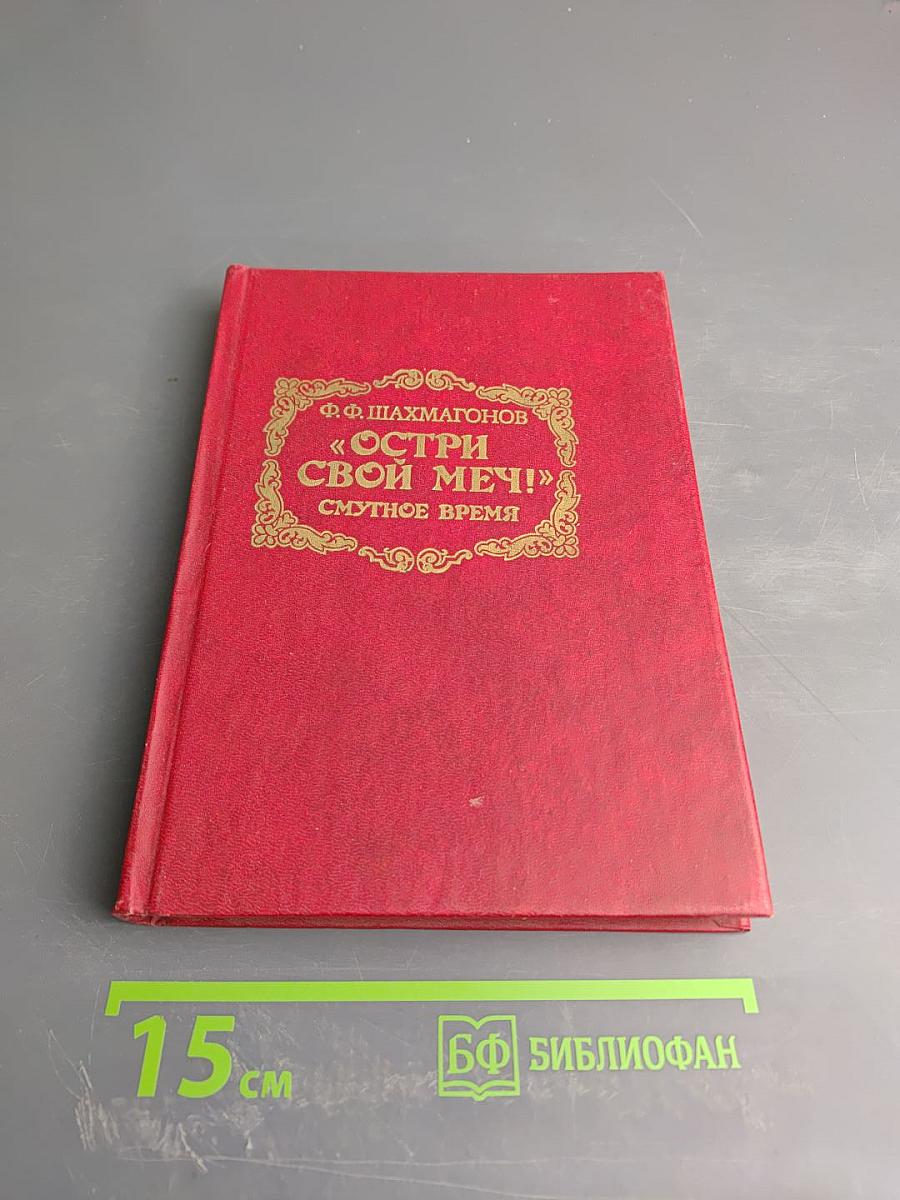 Ф. Ф. ШАХМАГОНОВ
«ОСТРИ
СВОЙ МЕЧ!»
СМУТНОЕ ВРЕМЯ
15 см
БФ БИБЛИОФАН